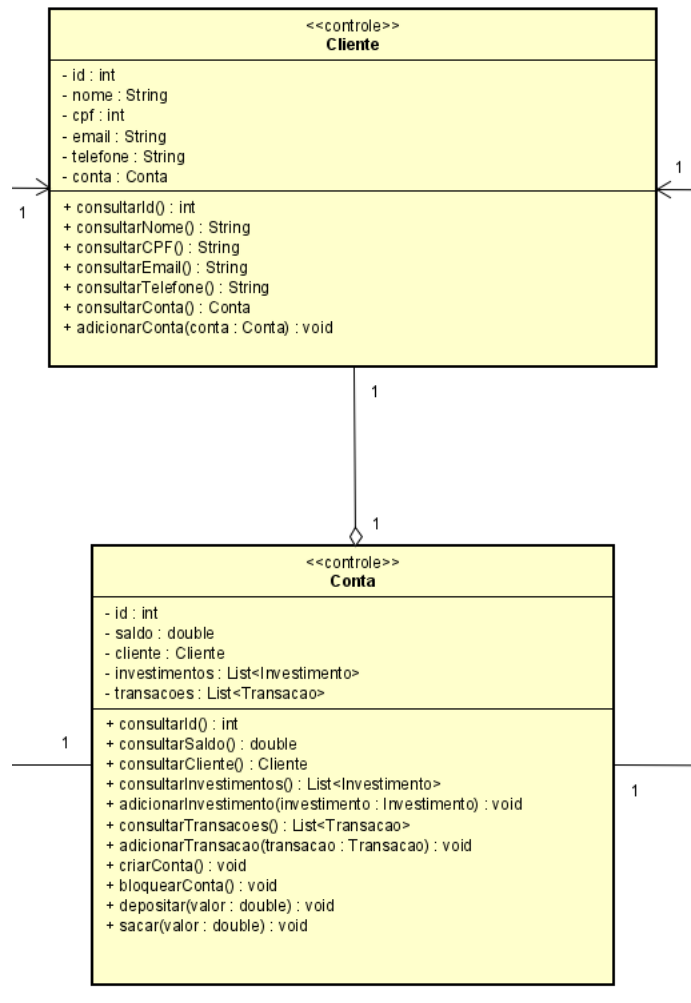 <<controle>>
Cliente
- id : int
- nome : String
- cpf : int
- email : String
- telefone : String
- conta : Conta
1
1
+ consultarId() : int
+ consultarNome() : String
+ consultarCPF() : String
+ consultarEmail() : String
+ consultarTelefone() : String
+ consultarConta() : Conta
+ adicionarConta(conta : Conta) : void
1
1
<<controle>>
Conta
- id : int
- saldo : double
- cliente : Cliente
- investimentos : List<Investimento>
- transacoes : List<Transacao>
1
1
+ consultarId() : int
+ consultarSaldo() : double
+ consultarCliente() : Cliente
+ consultarInvestimentos() : List<Investimento>
+ adicionarInvestimento(investimento : Investimento) : void
+ consultarTransacoes() : List<Transacao>
+ adicionarTransacao(transacao : Transacao) : void
+ criarConta() : void
+ bloquearConta() : void
+ depositar(valor : double) : void
+ sacar(valor : double) : void